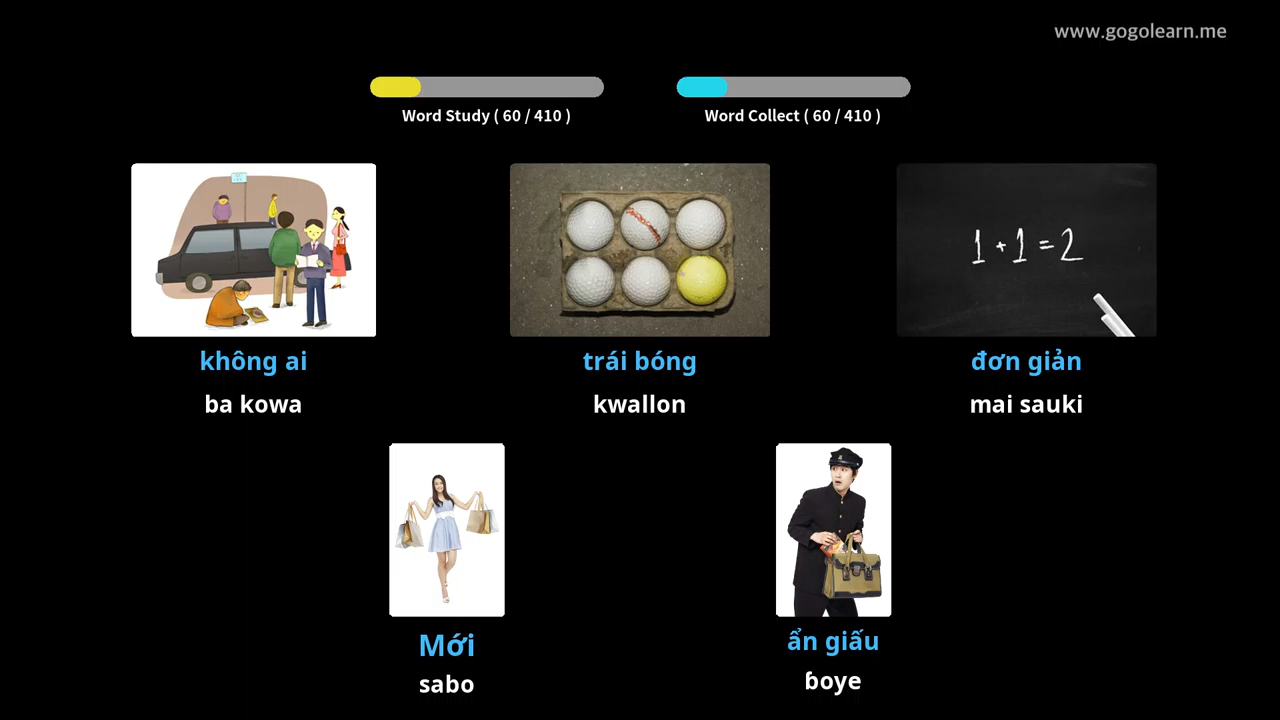 www.gogolearn.me
Word Study ( 60 / 410 )
Word Collect ( 60 / 410 )
không ai
trái bóng
đơn giản
ba kowa
kwallon
mai sauki
1 + 1 = 2
Mới
ẩn giấu
sabo
ɓoye